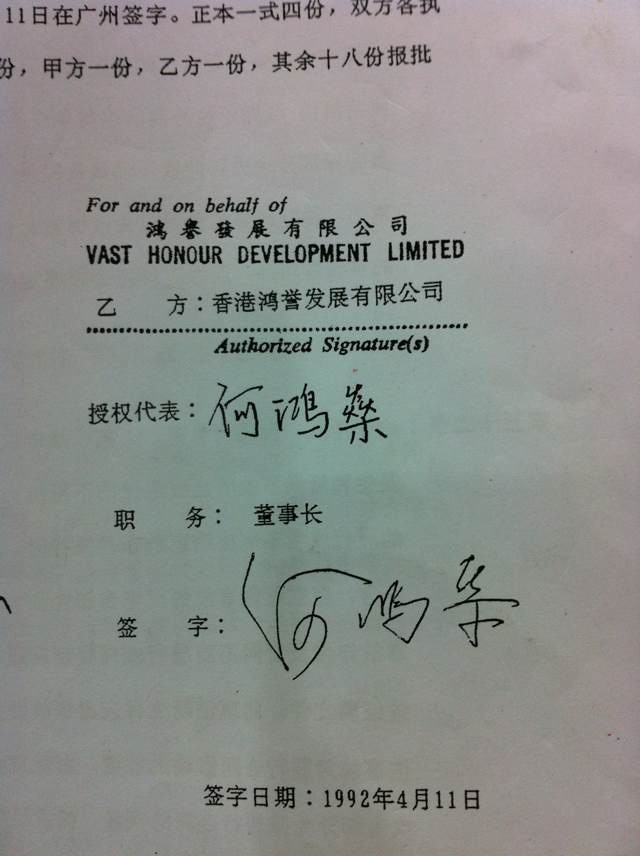 11日在广州签字。正本一式四份，双方各执
份，甲方一份，乙方一份，其余十八份报批
For and on behalf of
鴻譽發展有限公司
VAST HONOUR DEVELOPMENT LIMITED
乙 方：香港鸿誉发展有限公司
Authorized Signature(s)
授权代表：何鸿燊
职 务： 董事长
签 字：何鸿燊
签字日期：1992年4月11日